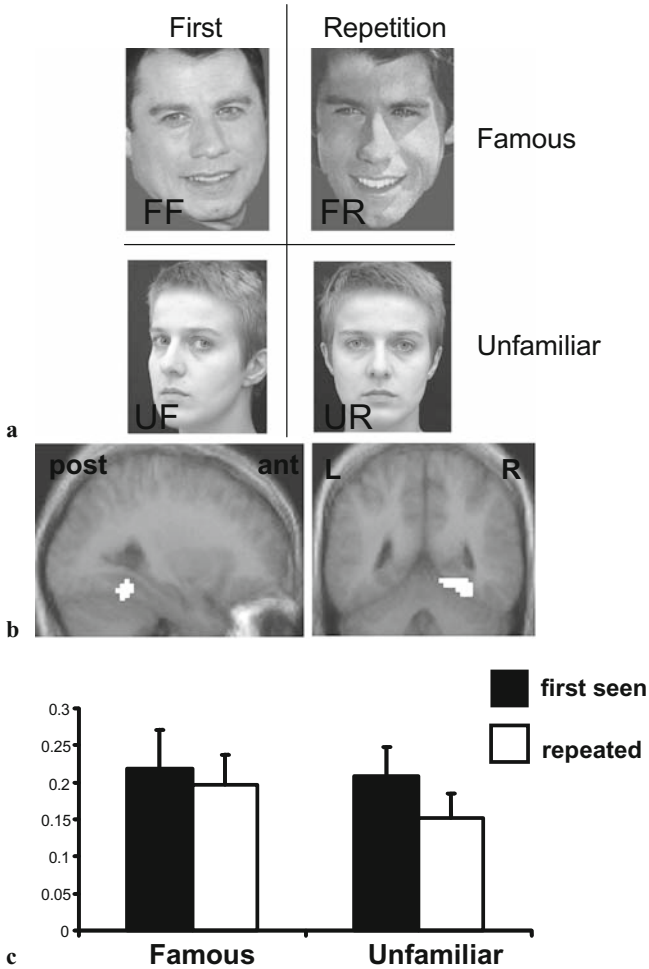 First Repetition
Famous
FF FR
Unfamiliar
UF UR
a
post ant L R
b
first seen
repeated
0.3
0.25
0.2
0.15
0.1
0.05
0
Famous Unfamiliar
c